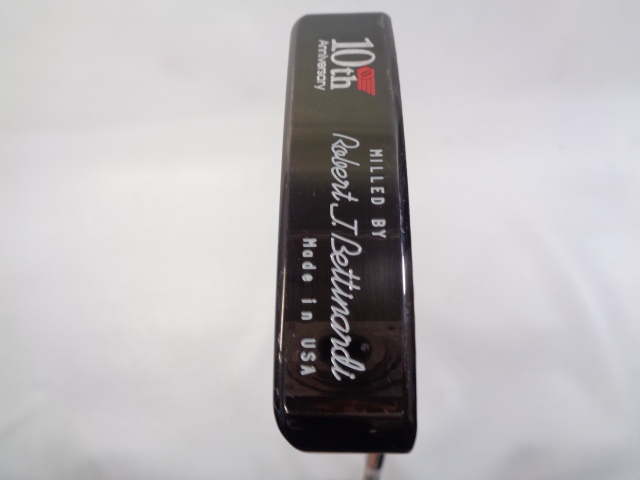 10th
Anniversary
MILLED BY
Robert J. Bettinardi
Made in USA